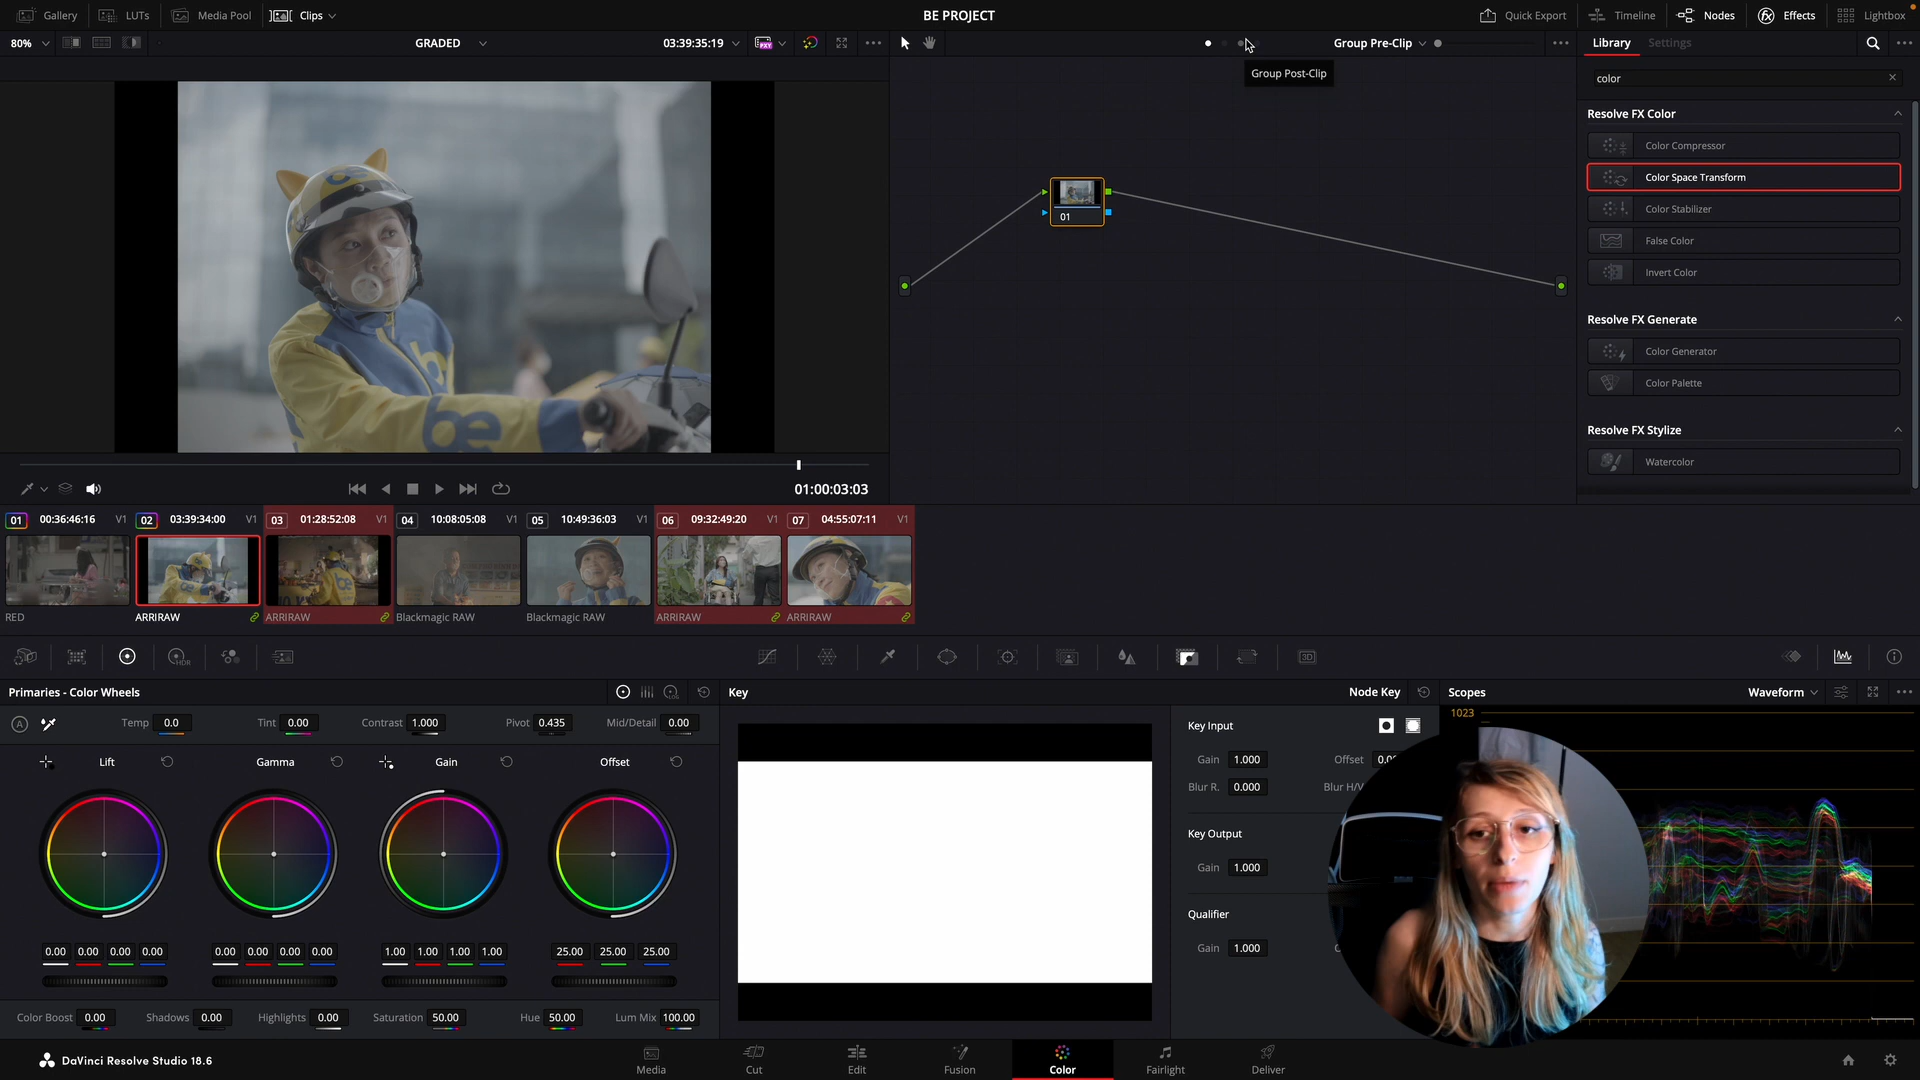 Gallery LUTs Media Pool Clips BE PROJECT Quick Export Timeline Nodes Effects Lightbox
80% GRADED 03:39:35:19 Group Pre-Clip Library Settings
Group Post-Clip
color
Resolve FX Color
Color Compressor
Color Space Transform
Color Stabilizer
False Color
Invert Color
Resolve FX Generate
Color Generator
Color Palette
Resolve FX Stylize
Watercolor
01
01:00:03:03
01 00:36:46:16 V1 02 03:39:34:00 V1 03 01:28:52:08 V1 04 10:08:05:08 V1 05 10:49:36:03 V1 06 09:32:49:20 V1 07 04:55:07:11 V1
RED ARRIRAW ARRIRAW Blackmagic RAW Blackmagic RAW ARRIRAW ARRIRAW
HDR 3D
Primaries - Color Wheels LOG Key Node Key Scopes Waveform
A Temp 0.0 Tint 0.00 Contrast 1.000 Pivot 0.435 Mid/Detail 0.00
Lift Gamma Gain Offset
0.00 0.00 0.00 0.00 0.00 0.00 0.00 0.00 1.00 1.00 1.00 1.00 25.00 25.00 25.00
Color Boost 0.00 Shadows 0.00 Highlights 0.00 Saturation 50.00 Hue 50.00 Lum Mix 100.00
Key Input
Gain 1.000 Offset
Blur R. 0.000 Blur H/V
Key Output
Gain 1.000
Qualifier
Gain 1.000
1023
DaVinci Resolve Studio 18.6
Media Cut Edit Fusion Color Fairlight Deliver